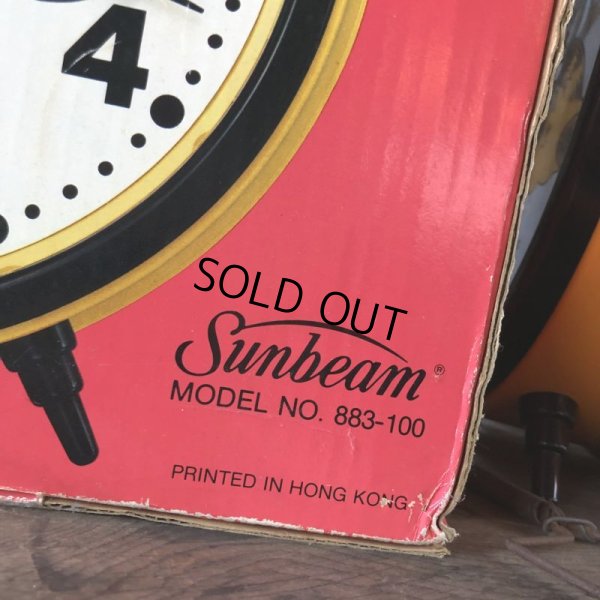 4
SOLD OUT
Sunbeam®
MODEL NO. 883-100
PRINTED IN HONG KONG